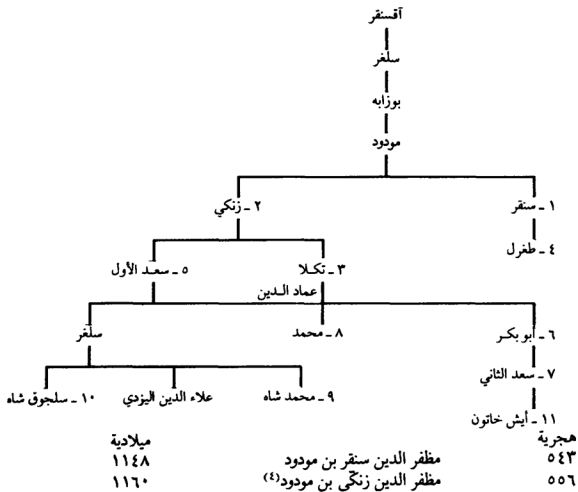 آقسنقر
سلغر
بوزابه
مودود
١ ـ سنقر
٢ ـ زنكي
٤ ـ طغرل
٣ ـ تكلا
٥ ـ سعد الأول
عماد الدين
٦ ـ أبو بكر
٨ ـ محمد
سلغر
٧ ـ سعد الثاني
٩ ـ محمد شاه
علاء الدين اليزدي
١٠ ـ سلجوق شاه
١١ ـ أيش خاتون
هجرية ميلادية
٥٤٣ مظفر الدين سنقر بن مودود ١١٤٨
٥٥٦ مظفر الدين زنكّي بن مودود(٤) ١١٦٠